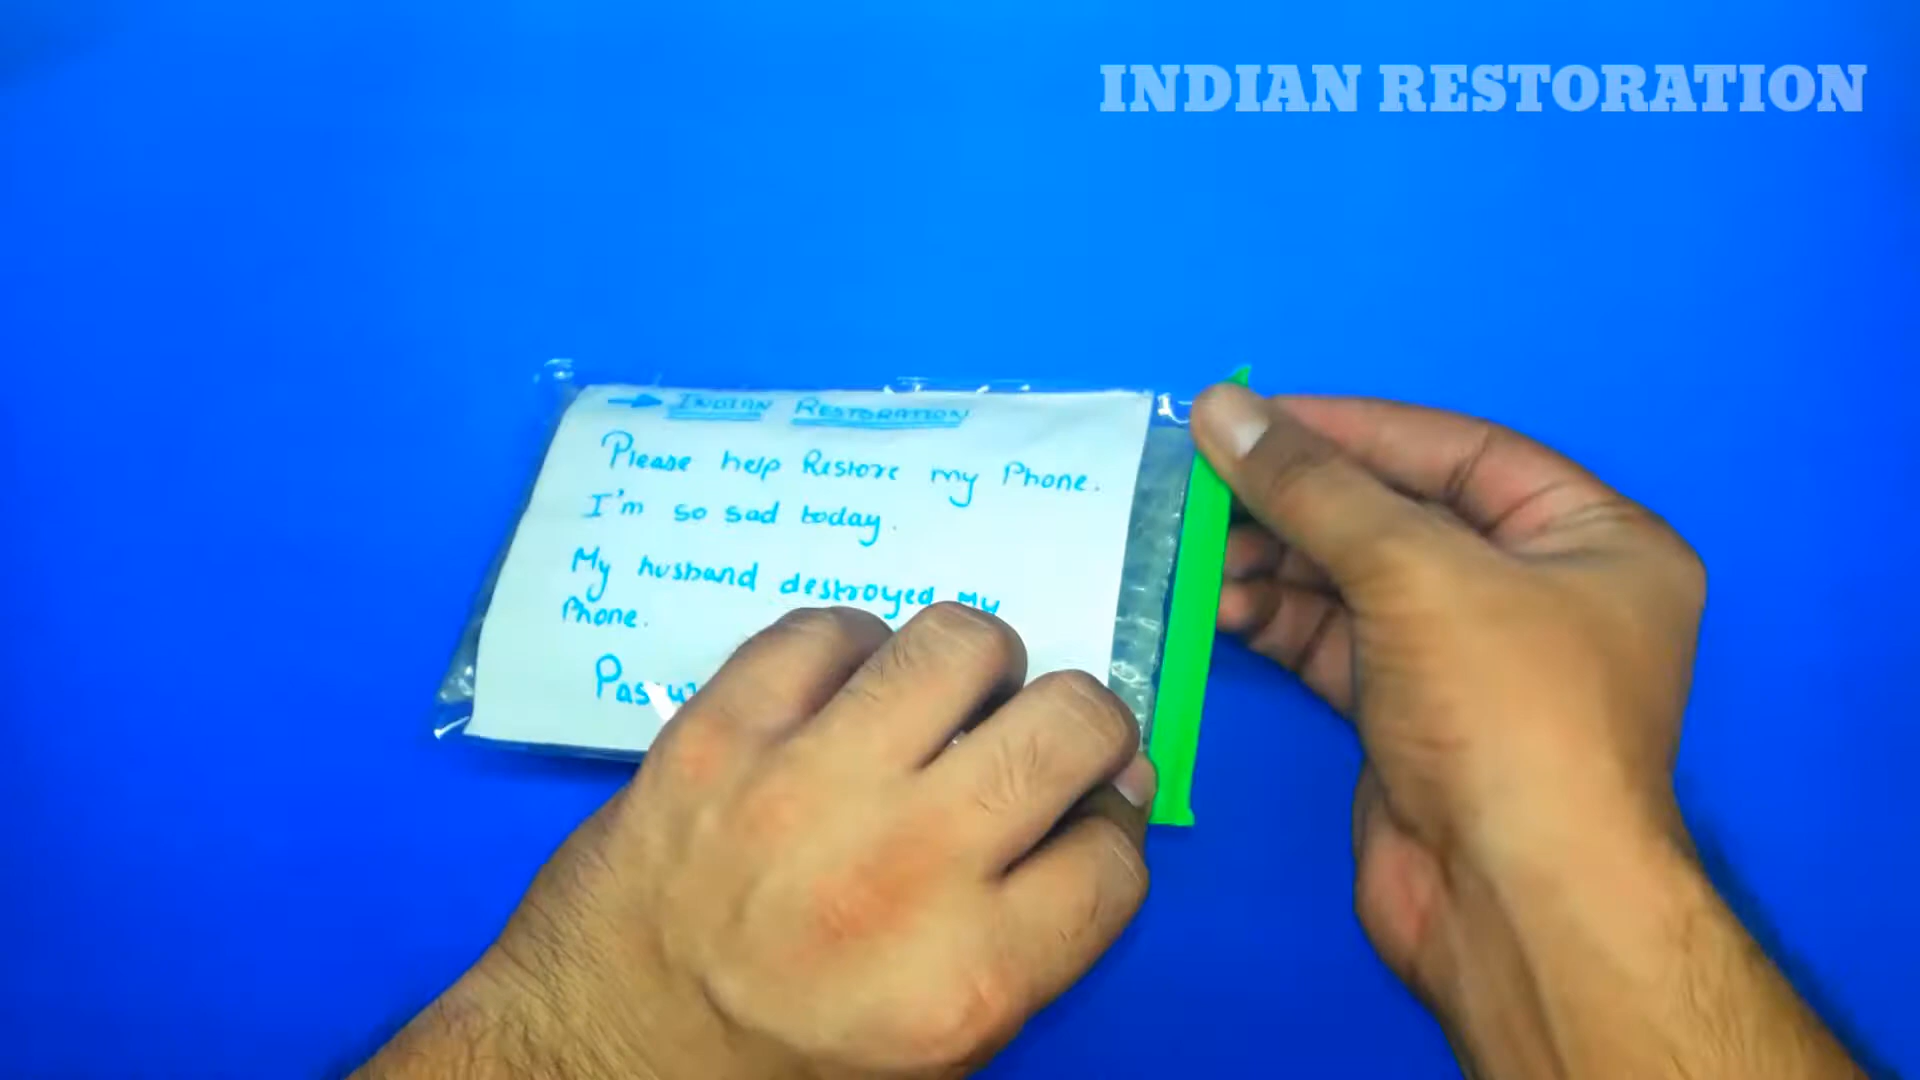 INDIAN RESTORATION
→ INDIAN RESTORATION
Please help Restore my Phone.
I'm so sad today.
My husband destroyed my
Phone.